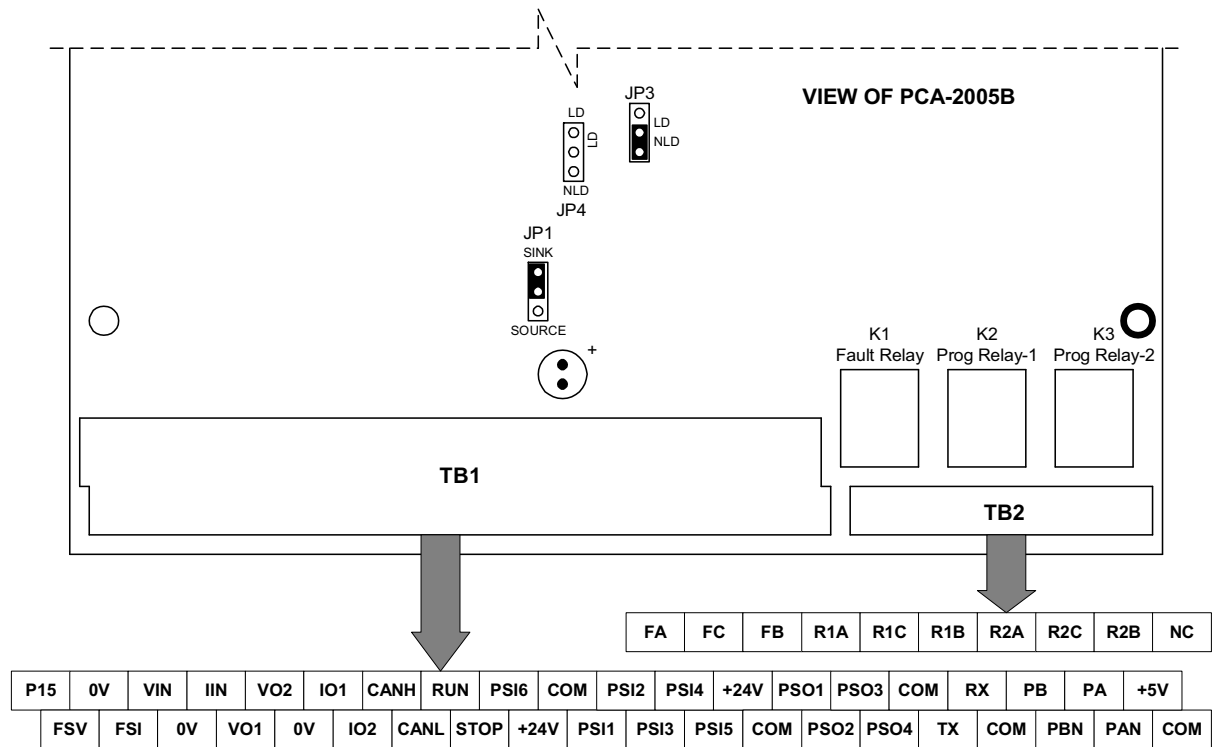 VIEW OF PCA-2005B
JP3
LD
LD
LD
NLD
NLD
JP4
JP1
SINK
SOURCE
+
K1
Fault Relay
K2
Prog Relay-1
K3
Prog Relay-2
TB1
TB2
FA FC FB R1A R1C R1B R2A R2C R2B NC
P15 0V VIN IIN VO2 IO1 CANH RUN PSI6 COM PSI2 PSI4 +24V PSO1 PSO3 COM RX PB PA +5V
FSV FSI 0V VO1 0V IO2 CANL STOP +24V PSI1 PSI3 PSI5 COM PSO2 PSO4 TX COM PBN PAN COM